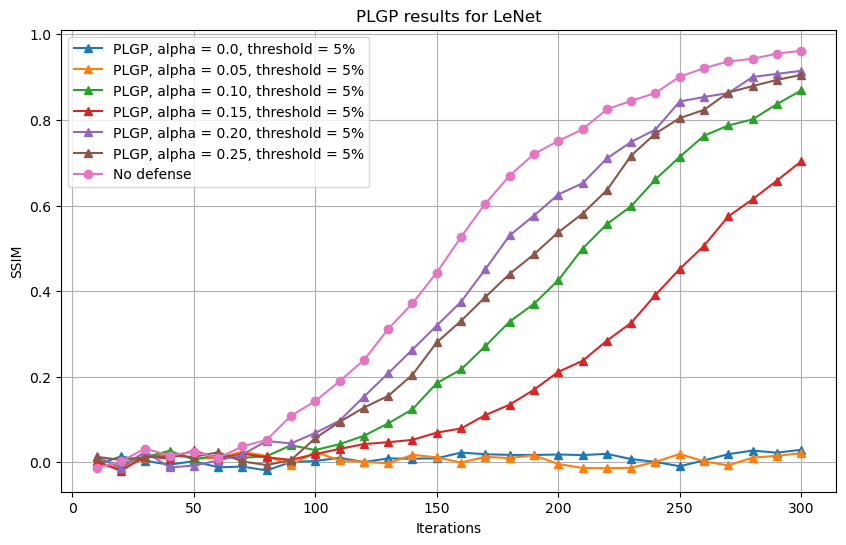 PLGP results for LeNet
PLGP, alpha = 0.0, threshold = 5%
PLGP, alpha = 0.05, threshold = 5%
PLGP, alpha = 0.10, threshold = 5%
PLGP, alpha = 0.15, threshold = 5%
PLGP, alpha = 0.20, threshold = 5%
PLGP, alpha = 0.25, threshold = 5%
No defense
1.0
0.8
0.6
0.4
0.2
0.0
SSIM
0 50 100 150 200 250 300
Iterations